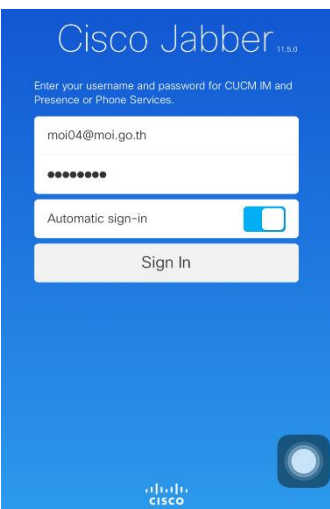 Cisco Jabber 11.5.0
Enter your username and password for CUCM IM and
Presence or Phone Services.
moi04@moi.go.th
●●●●●●●●
Automatic sign-in
Sign In
CISCO